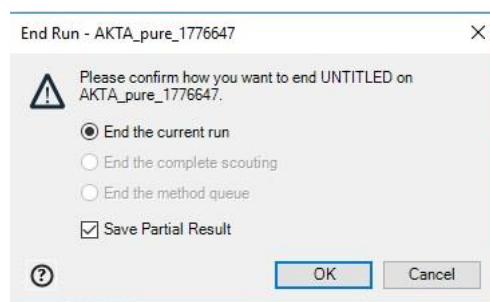 End Run - AKTA_pure_1776647
Please confirm how you want to end UNTITLED on
AKTA_pure_1776647.
End the current run
End the complete scouting
End the method queue
Save Partial Result
OK Cancel